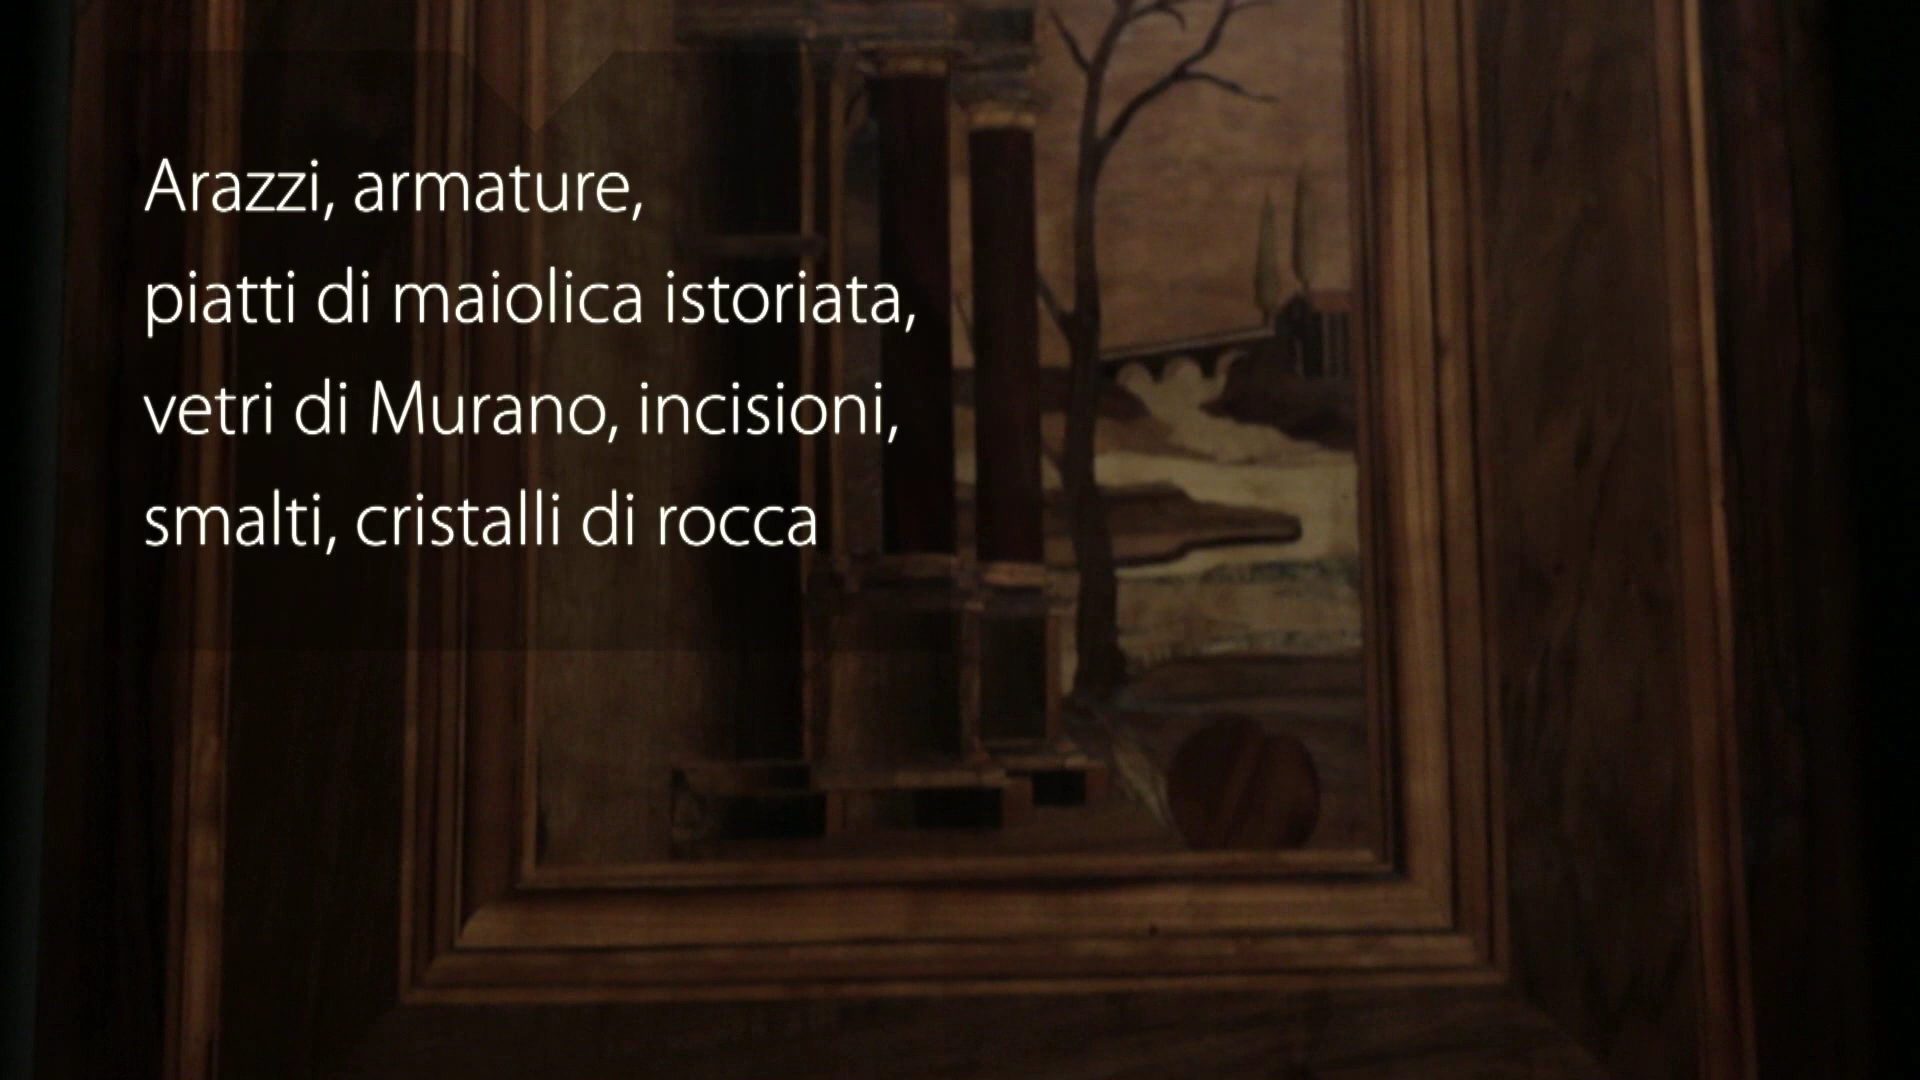 Arazzi, armature,
piatti di maiolica istoriata,
vetri di Murano, incisioni,
smalti, cristalli di rocca